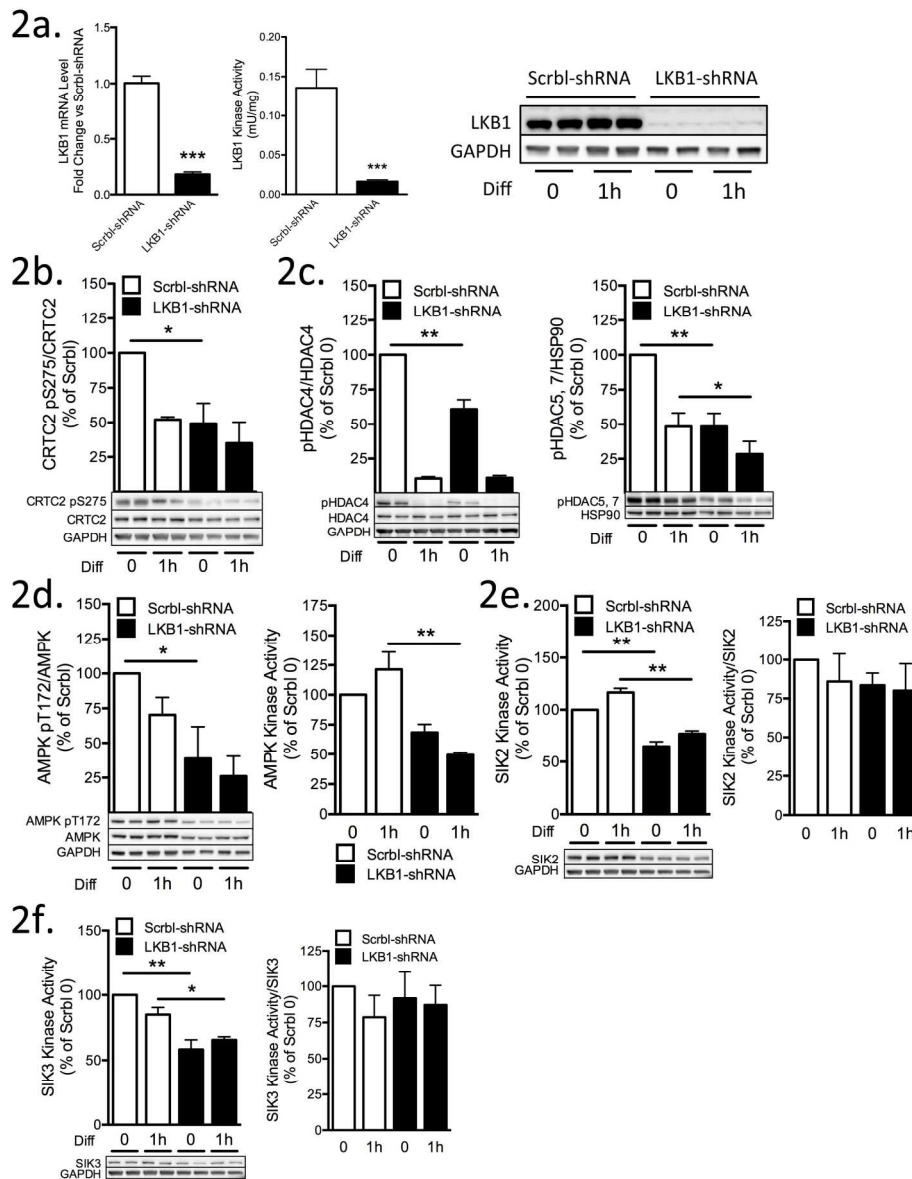 2a.
LKB1 mRNA Level
Fold Change vs Scrbl-shRNA
1.5
1.0
0.5
0.0
***
Scrbl-shRNA
LKB1-shRNA
LKB1 Kinase Activity
(mU/mg)
0.20
0.15
0.10
0.05
0.00
***
Scrbl-shRNA
LKB1-shRNA
Scrbl-shRNA LKB1-shRNA
LKB1
GAPDH
Diff 0 1h 0 1h
2b.
CRTC2 pS275/CRTC2
(% of Scrbl)
150
125
100
75
50
25
Scrbl-shRNA
LKB1-shRNA
*
CRTC2 pS275
CRTC2
GAPDH
Diff 0 1h 0 1h
2c.
pHDAC4/HDAC4
(% of Scrbl 0)
150
125
100
75
50
25
Scrbl-shRNA
LKB1-shRNA
**
pHDAC4
HDAC4
GAPDH
Diff 0 1h 0 1h
pHDAC5, 7/HSP90
(% of Scrbl 0)
150
125
100
75
50
25
Scrbl-shRNA
LKB1-shRNA
**
*
pHDAC5, 7
HSP90
Diff 0 1h 0 1h
2d.
AMPK pT172/AMPK
(% of Scrbl)
150
125
100
75
50
25
Scrbl-shRNA
LKB1-shRNA
*
AMPK pT172
AMPK
GAPDH
Diff 0 1h 0 1h
AMPK Kinase Activity
(% of Scrbl 0)
175
150
125
100
75
50
25
0
**
0 1h 0 1h
Scrbl-shRNA
LKB1-shRNA
2e.
SIK2 Kinase Activity
(% of Scrbl 0)
200
150
100
50
0
Scrbl-shRNA
LKB1-shRNA
**
**
Diff 0 1h 0 1h
SIK2
GAPDH
SIK2 Kinase Activity/SIK2
(% of Scrbl 0)
125
100
75
50
25
0
Scrbl-shRNA
LKB1-shRNA
0 1h 0 1h
2f.
SIK3 Kinase Activity
(% of Scrbl 0)
150
100
50
0
Scrbl-shRNA
LKB1-shRNA
**
*
Diff 0 1h 0 1h
SIK3
GAPDH
SIK3 Kinase Activity/SIK3
(% of Scrbl 0)
125
100
75
50
25
0
Scrbl-shRNA
LKB1-shRNA
0 1h 0 1h